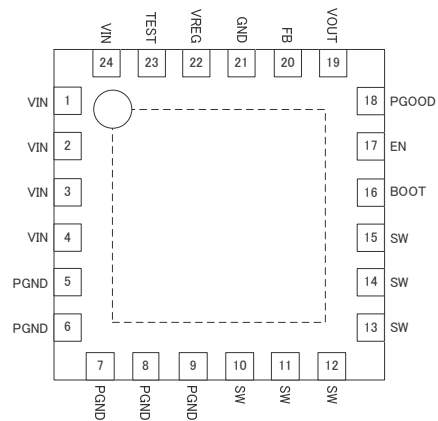 VIN TEST VREG GND FB VOUT
24 23 22 21 20 19
VIN 1 18 PGOOD
VIN 2 17 EN
VIN 3 16 BOOT
VIN 4 15 SW
PGND 5 14 SW
PGND 6 13 SW
7 8 9 10 11 12
PGND PGND PGND SW SW SW